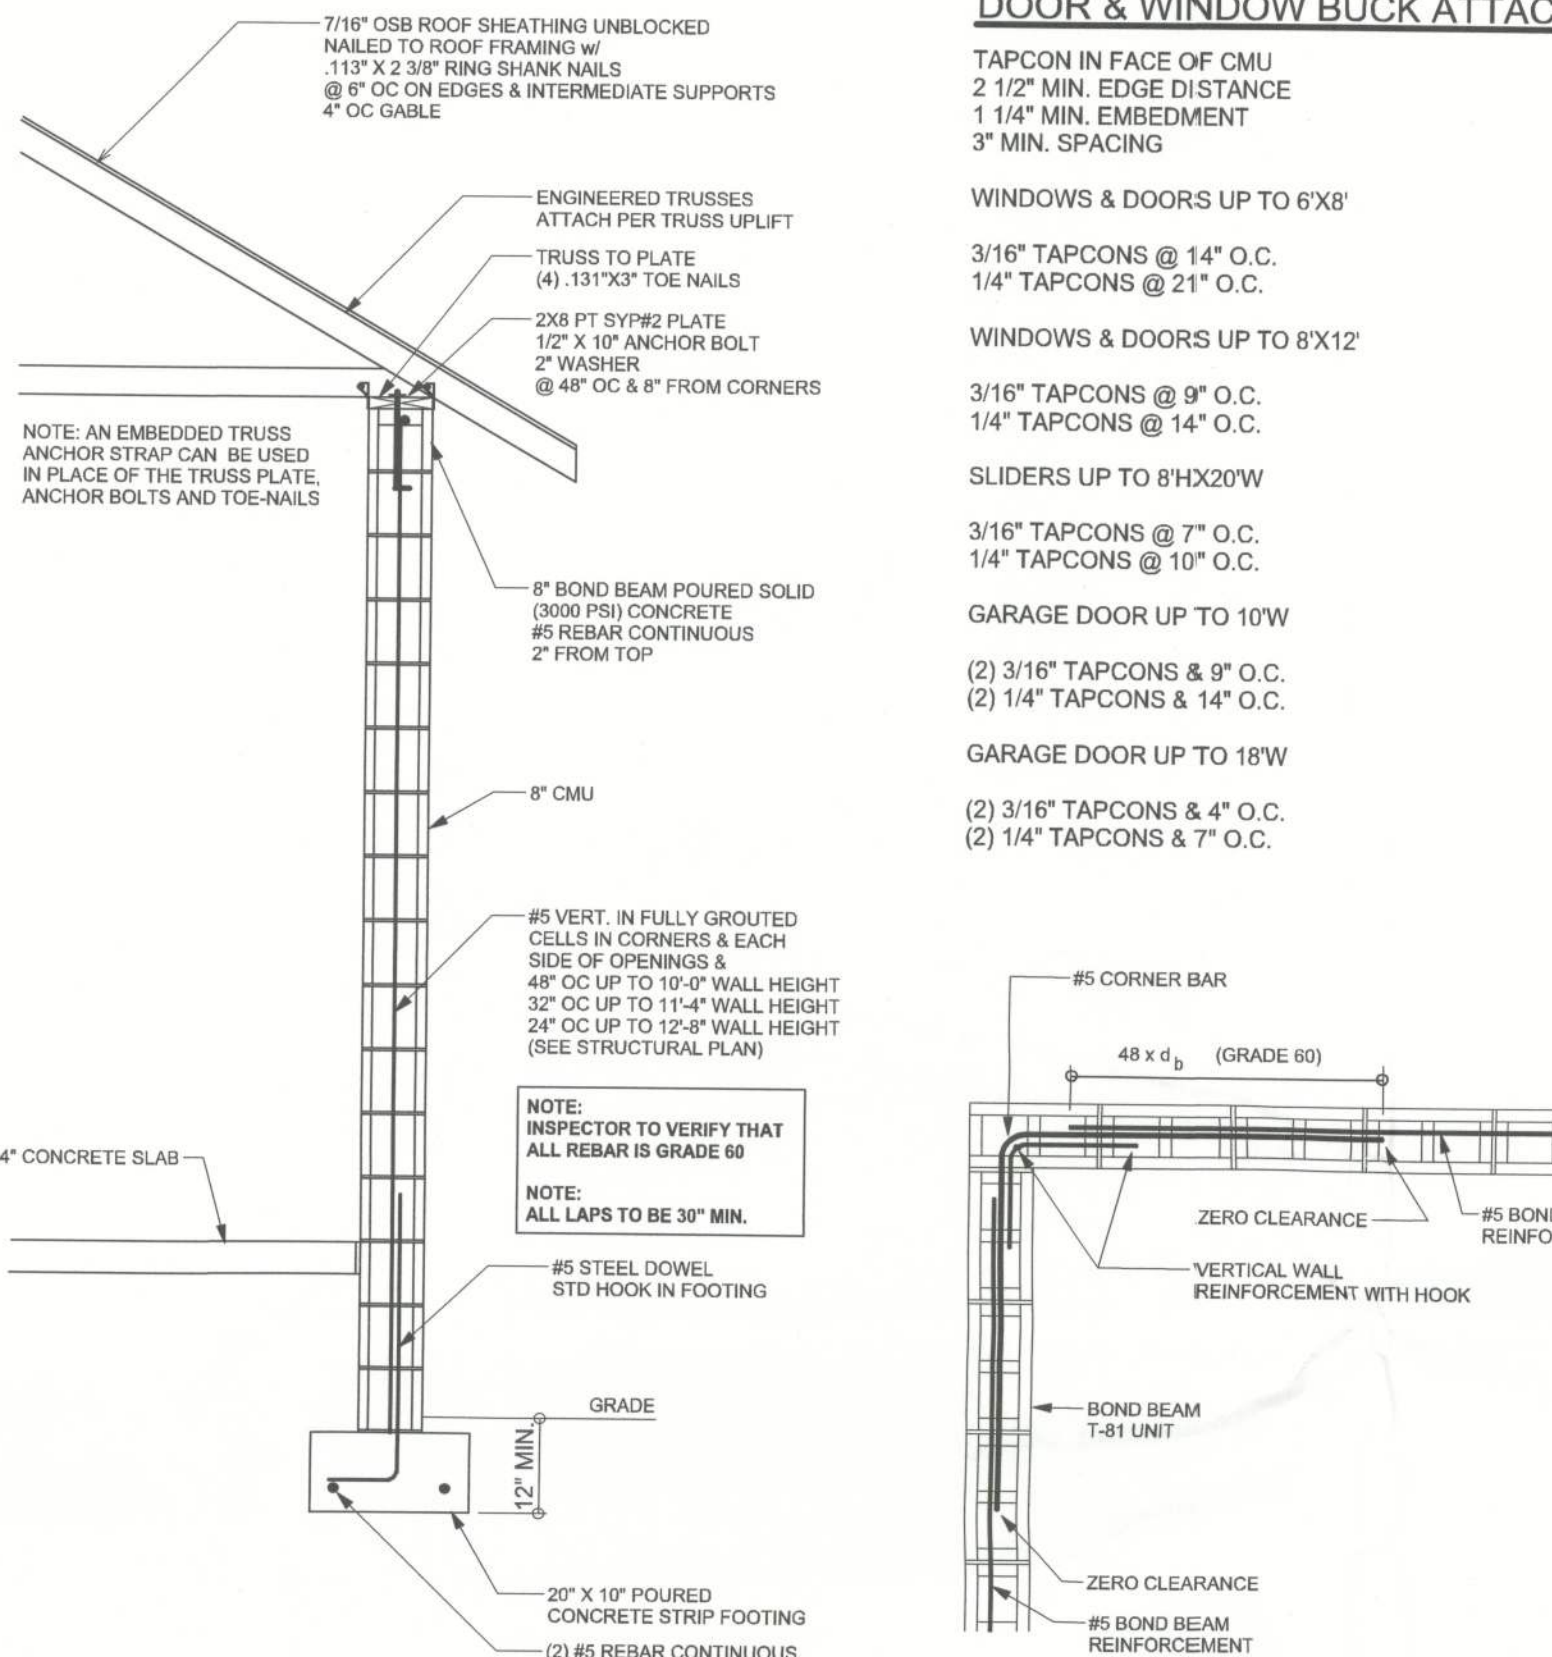 7/16" OSB ROOF SHEATHING UNBLOCKED
NAILED TO ROOF FRAMING w/
.113" X 2 3/8" RING SHANK NAILS
@ 6" OC ON EDGES & INTERMEDIATE SUPPORTS
4" OC GABLE
ENGINEERED TRUSSES
ATTACH PER TRUSS UPLIFT
TRUSS TO PLATE
(4) .131"X3" TOE NAILS
2X8 PT SYP#2 PLATE
1/2" X 10" ANCHOR BOLT
2" WASHER
@ 48" OC & 8" FROM CORNERS
NOTE: AN EMBEDDED TRUSS
ANCHOR STRAP CAN BE USED
IN PLACE OF THE TRUSS PLATE,
ANCHOR BOLTS AND TOE-NAILS
8" BOND BEAM POURED SOLID
(3000 PSI) CONCRETE
#5 REBAR CONTINUOUS
2" FROM TOP
8" CMU
#5 VERT. IN FULLY GROUTED
CELLS IN CORNERS & EACH
SIDE OF OPENINGS &
48" OC UP TO 10'-0" WALL HEIGHT
32" OC UP TO 11'-4" WALL HEIGHT
24" OC UP TO 12'-8" WALL HEIGHT
(SEE STRUCTURAL PLAN)
NOTE:
INSPECTOR TO VERIFY THAT
ALL REBAR IS GRADE 60
NOTE:
ALL LAPS TO BE 30" MIN.
4" CONCRETE SLAB
#5 STEEL DOWEL
STD HOOK IN FOOTING
GRADE
12" MIN.
20" X 10" POURED
CONCRETE STRIP FOOTING
(2) #5 REBAR CONTINUOUS
DOOR & WINDOW BUCK ATTAC
TAPCON IN FACE OF CMU
2 1/2" MIN. EDGE DISTANCE
1 1/4" MIN. EMBEDMENT
3" MIN. SPACING
WINDOWS & DOORS UP TO 6'X8'
3/16" TAPCONS @ 14" O.C.
1/4" TAPCONS @ 21" O.C.
WINDOWS & DOORS UP TO 8'X12'
3/16" TAPCONS @ 9" O.C.
1/4" TAPCONS @ 14" O.C.
SLIDERS UP TO 8'HX20'W
3/16" TAPCONS @ 7" O.C.
1/4" TAPCONS @ 10" O.C.
GARAGE DOOR UP TO 10'W
(2) 3/16" TAPCONS & 9" O.C.
(2) 1/4" TAPCONS & 14" O.C.
GARAGE DOOR UP TO 18'W
(2) 3/16" TAPCONS & 4" O.C.
(2) 1/4" TAPCONS & 7" O.C.
#5 CORNER BAR
48 x d b (GRADE 60)
ZERO CLEARANCE
#5 BON
REINFO
VERTICAL WALL
REINFORCEMENT WITH HOOK
BOND BEAM
T-81 UNIT
ZERO CLEARANCE
#5 BOND BEAM
REINFORCEMENT